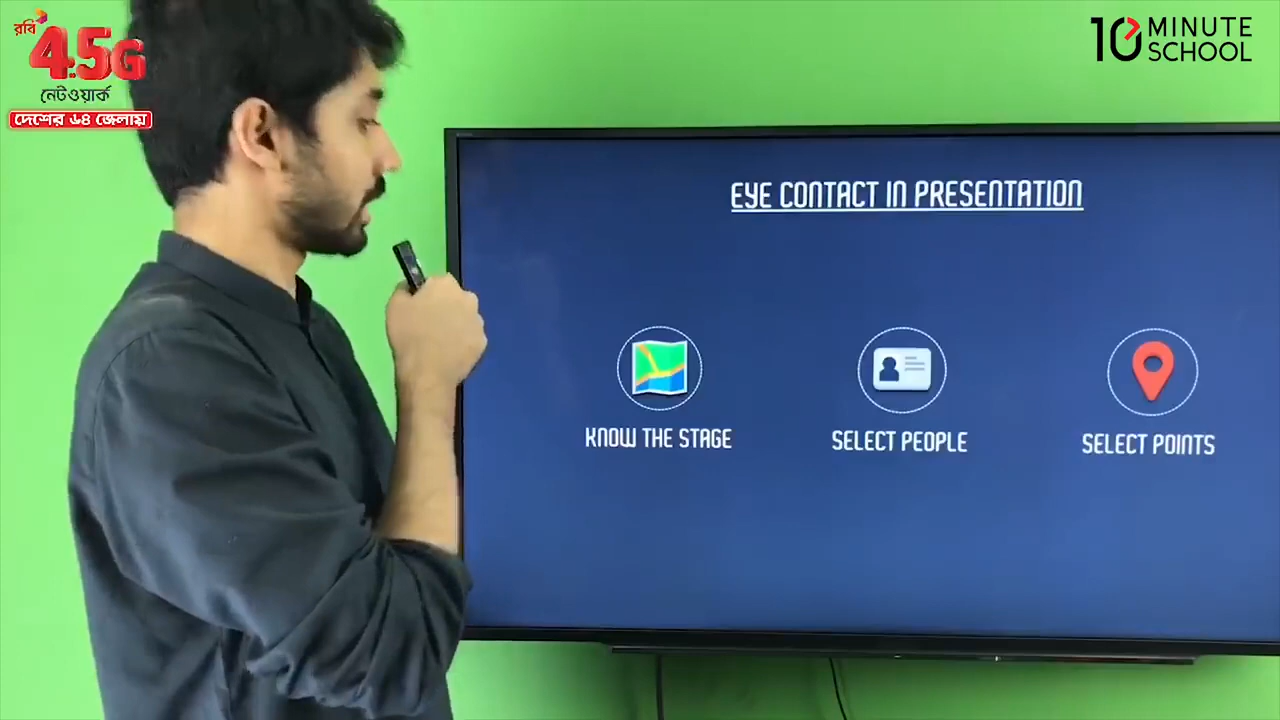 রবি
4.5G
নেটওয়ার্ক
দেশের ৬৪ জেলায়
10 MINUTE
SCHOOL
EYE CONTACT IN PRESENTATION
KNOW THE STAGE
SELECT PEOPLE
SELECT POINTS